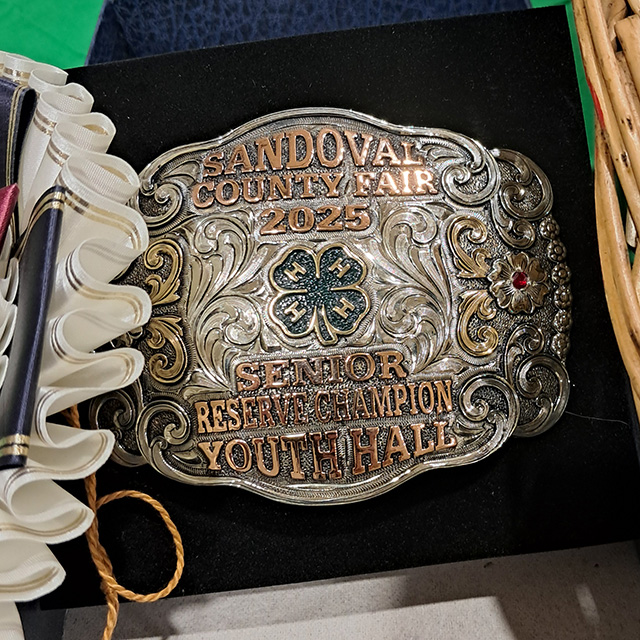 SANDOVAL
COUNTY FAIR
2025
H H
H H
SENIOR
RESERVE CHAMPION
YOUTH HALL